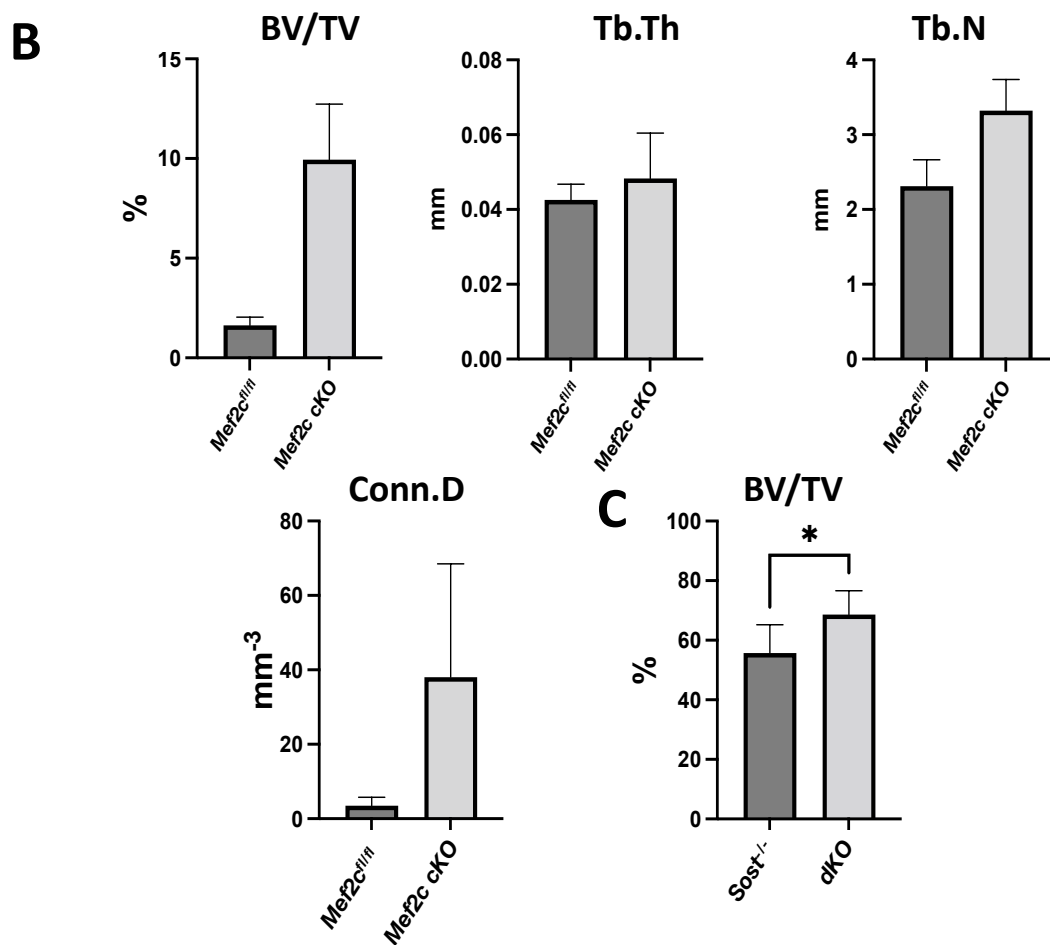 B
BV/TV
Tb.Th
Tb.N
15
10
5
0
%
Mef2c^fl/fl
Mef2c cKO
0.08
0.06
0.04
0.02
0.00
mm
Mef2c^fl/fl
Mef2c cKO
4
3
2
1
0
mm
Mef2c^fl/fl
Mef2c cKO
Conn.D
80
60
40
20
0
mm⁻³
Mef2c^fl/fl
Mef2c cKO
C
BV/TV
100
80
60
40
20
0
%
*
Sost⁻/⁻
dKO